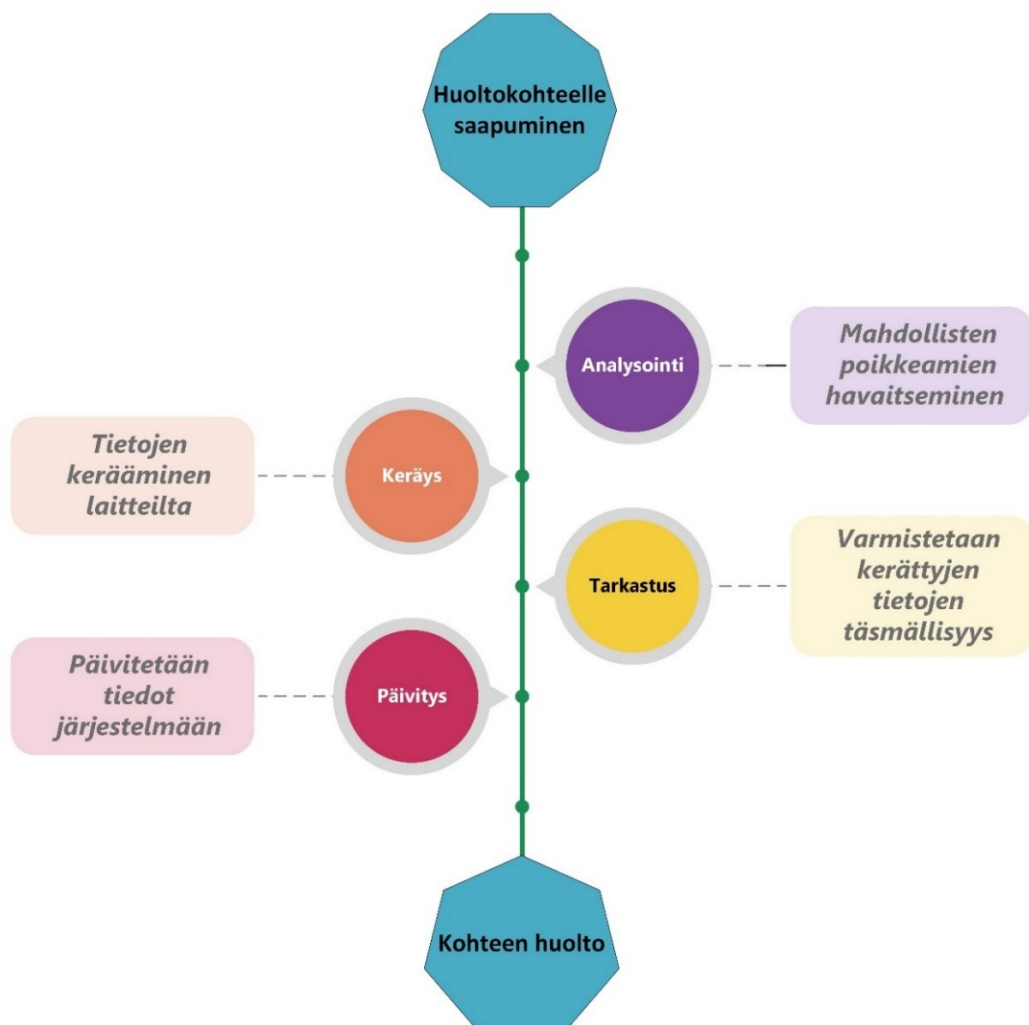 Huoltokohteelle
saapuminen
Analysointi
Mahdollisten
poikkeamien
havaitseminen
Keräys
Tietojen
kerääminen
laitteilta
Tarkastus
Varmistetaan
kerättyjen
tietojen
täsmällisyys
Päivitys
Päivitetään
tiedot
järjestelmään
Kohteen huolto